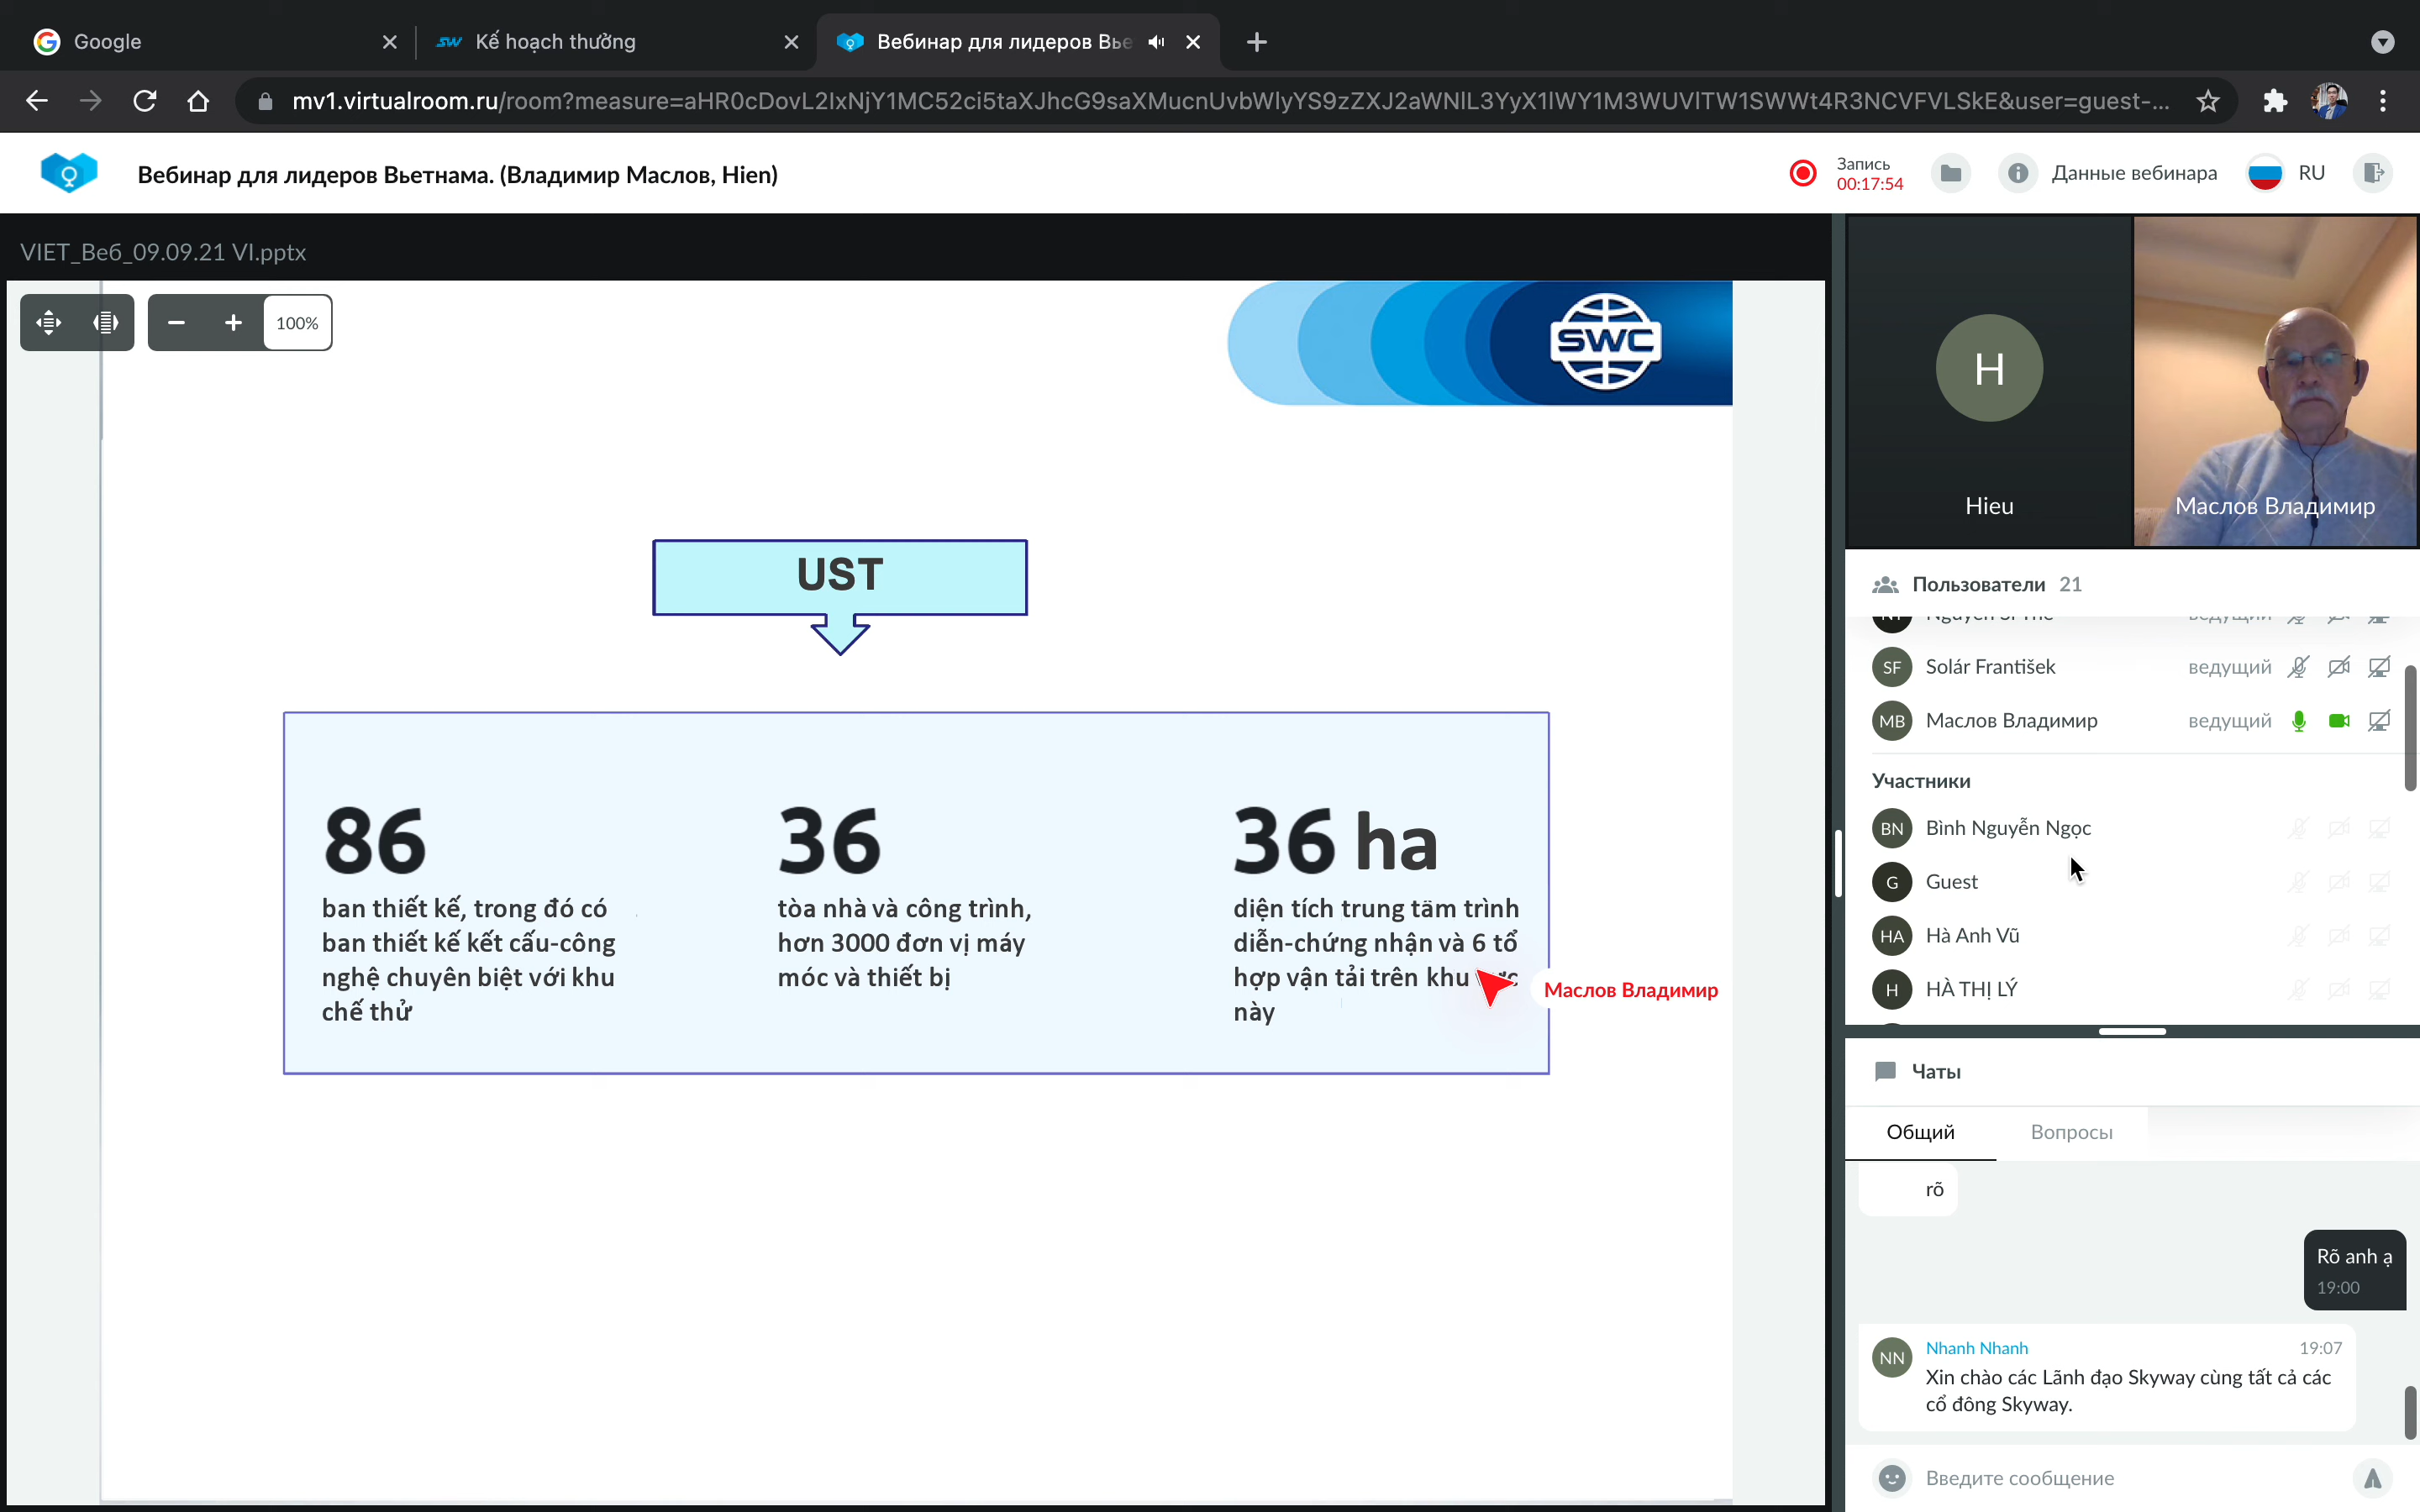 Google
Kế hoạch thưởng
Вебинар для лидеров Вье
mv1.virtualroom.ru/room?measure=aHR0cDovL2IxNjY1MC52ci5taXJhcG9saXMucnUvbWlyYS9zZXJ2aWNlL3YyX1lWY1M3WUVlTW1SWWt4R3NCVFVLSkE&user=guest-...
Вебинар для лидеров Вьетнама. (Владимир Маслов, Hien)
Запись
00:17:54
Данные вебинара
RU
VIET_Веб_09.09.21 VI.pptx
100%
SWC
UST
86
ban thiết kế, trong đó có
ban thiết kế kết cấu-công
nghệ chuyên biệt với khu
chế thử
36
tòa nhà và công trình,
hơn 3000 đơn vị máy
móc và thiết bị
36 ha
diện tích trung tâm trình
diễn-chứng nhận và 6 tổ
hợp vận tải trên khu
này
Маслов Владимир
H
Hieu
Маслов Владимир
Пользователи 21
SF Solár František ведущий
МВ Маслов Владимир ведущий
Участники
BN Bình Nguyễn Ngọc
G Guest
HA Hà Anh Vũ
H HÀ THỊ LÝ
Чаты
Общий Вопросы
rõ
Rõ anh ạ
19:00
NN Nhanh Nhanh 19:07
Xin chào các Lãnh đạo Skyway cùng tất cả các
cổ đông Skyway.
Введите сообщение